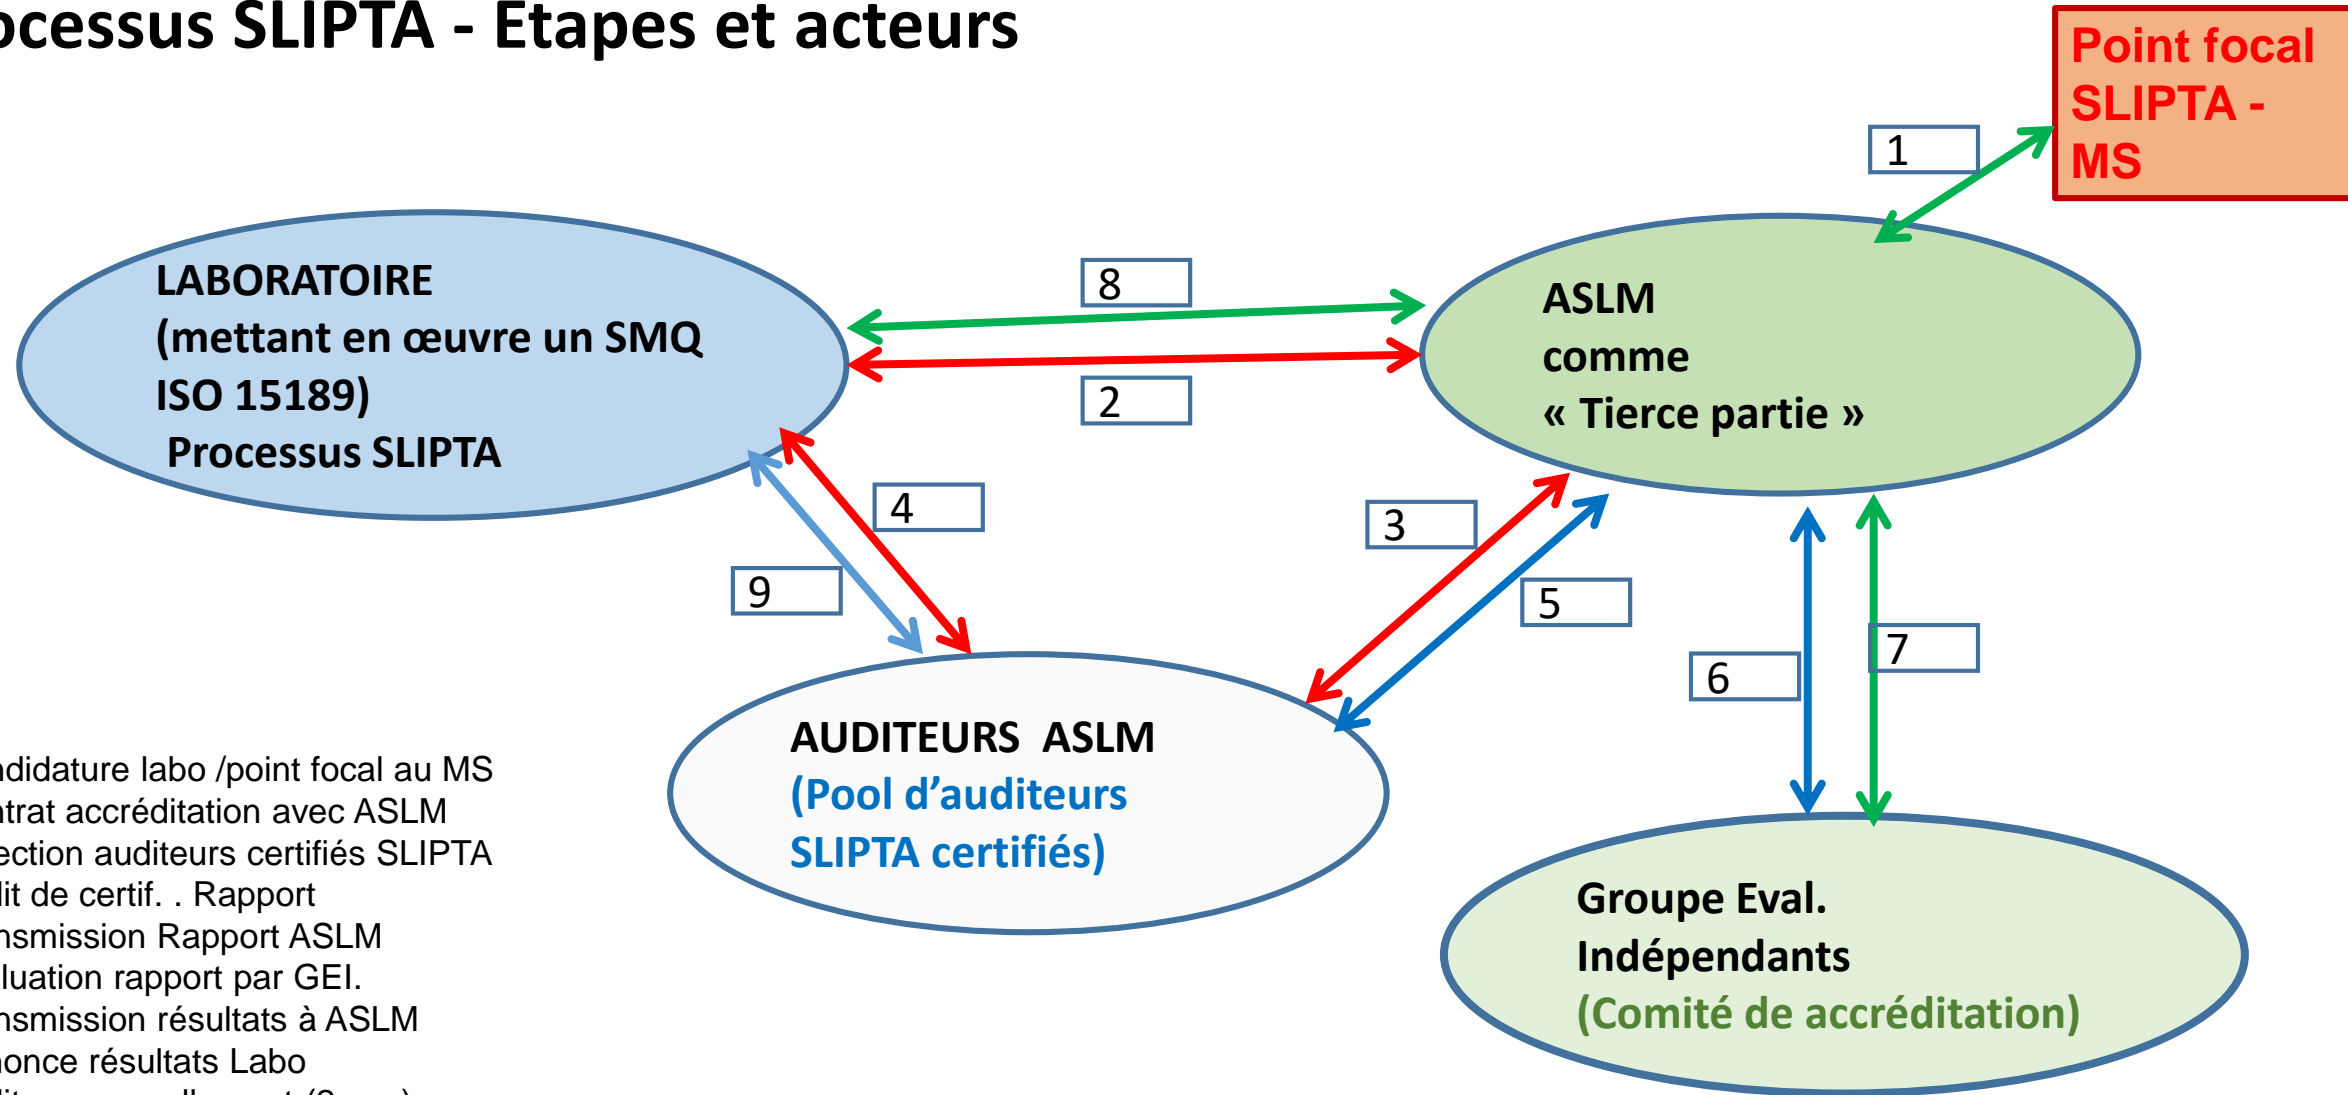 ocessus SLIPTA - Etapes et acteurs
Point focal
SLIPTA -
MS
1
LABORATOIRE
(mettant en œuvre un SMQ
ISO 15189)
Processus SLIPTA
8
2
ASLM
comme
« Tierce partie »
4
9
3
5
6
7
AUDITEURS ASLM
(Pool d’auditeurs
SLIPTA certifiés)
Groupe Eval.
Indépendants
(Comité de accréditation)
ndidature labo /point focal au MS
ntrat accréditation avec ASLM
ection auditeurs certifiés SLIPTA
dit de certif. . Rapport
nsmission Rapport ASLM
luation rapport par GEI.
nsmission résultats à ASLM
nonce résultats Labo